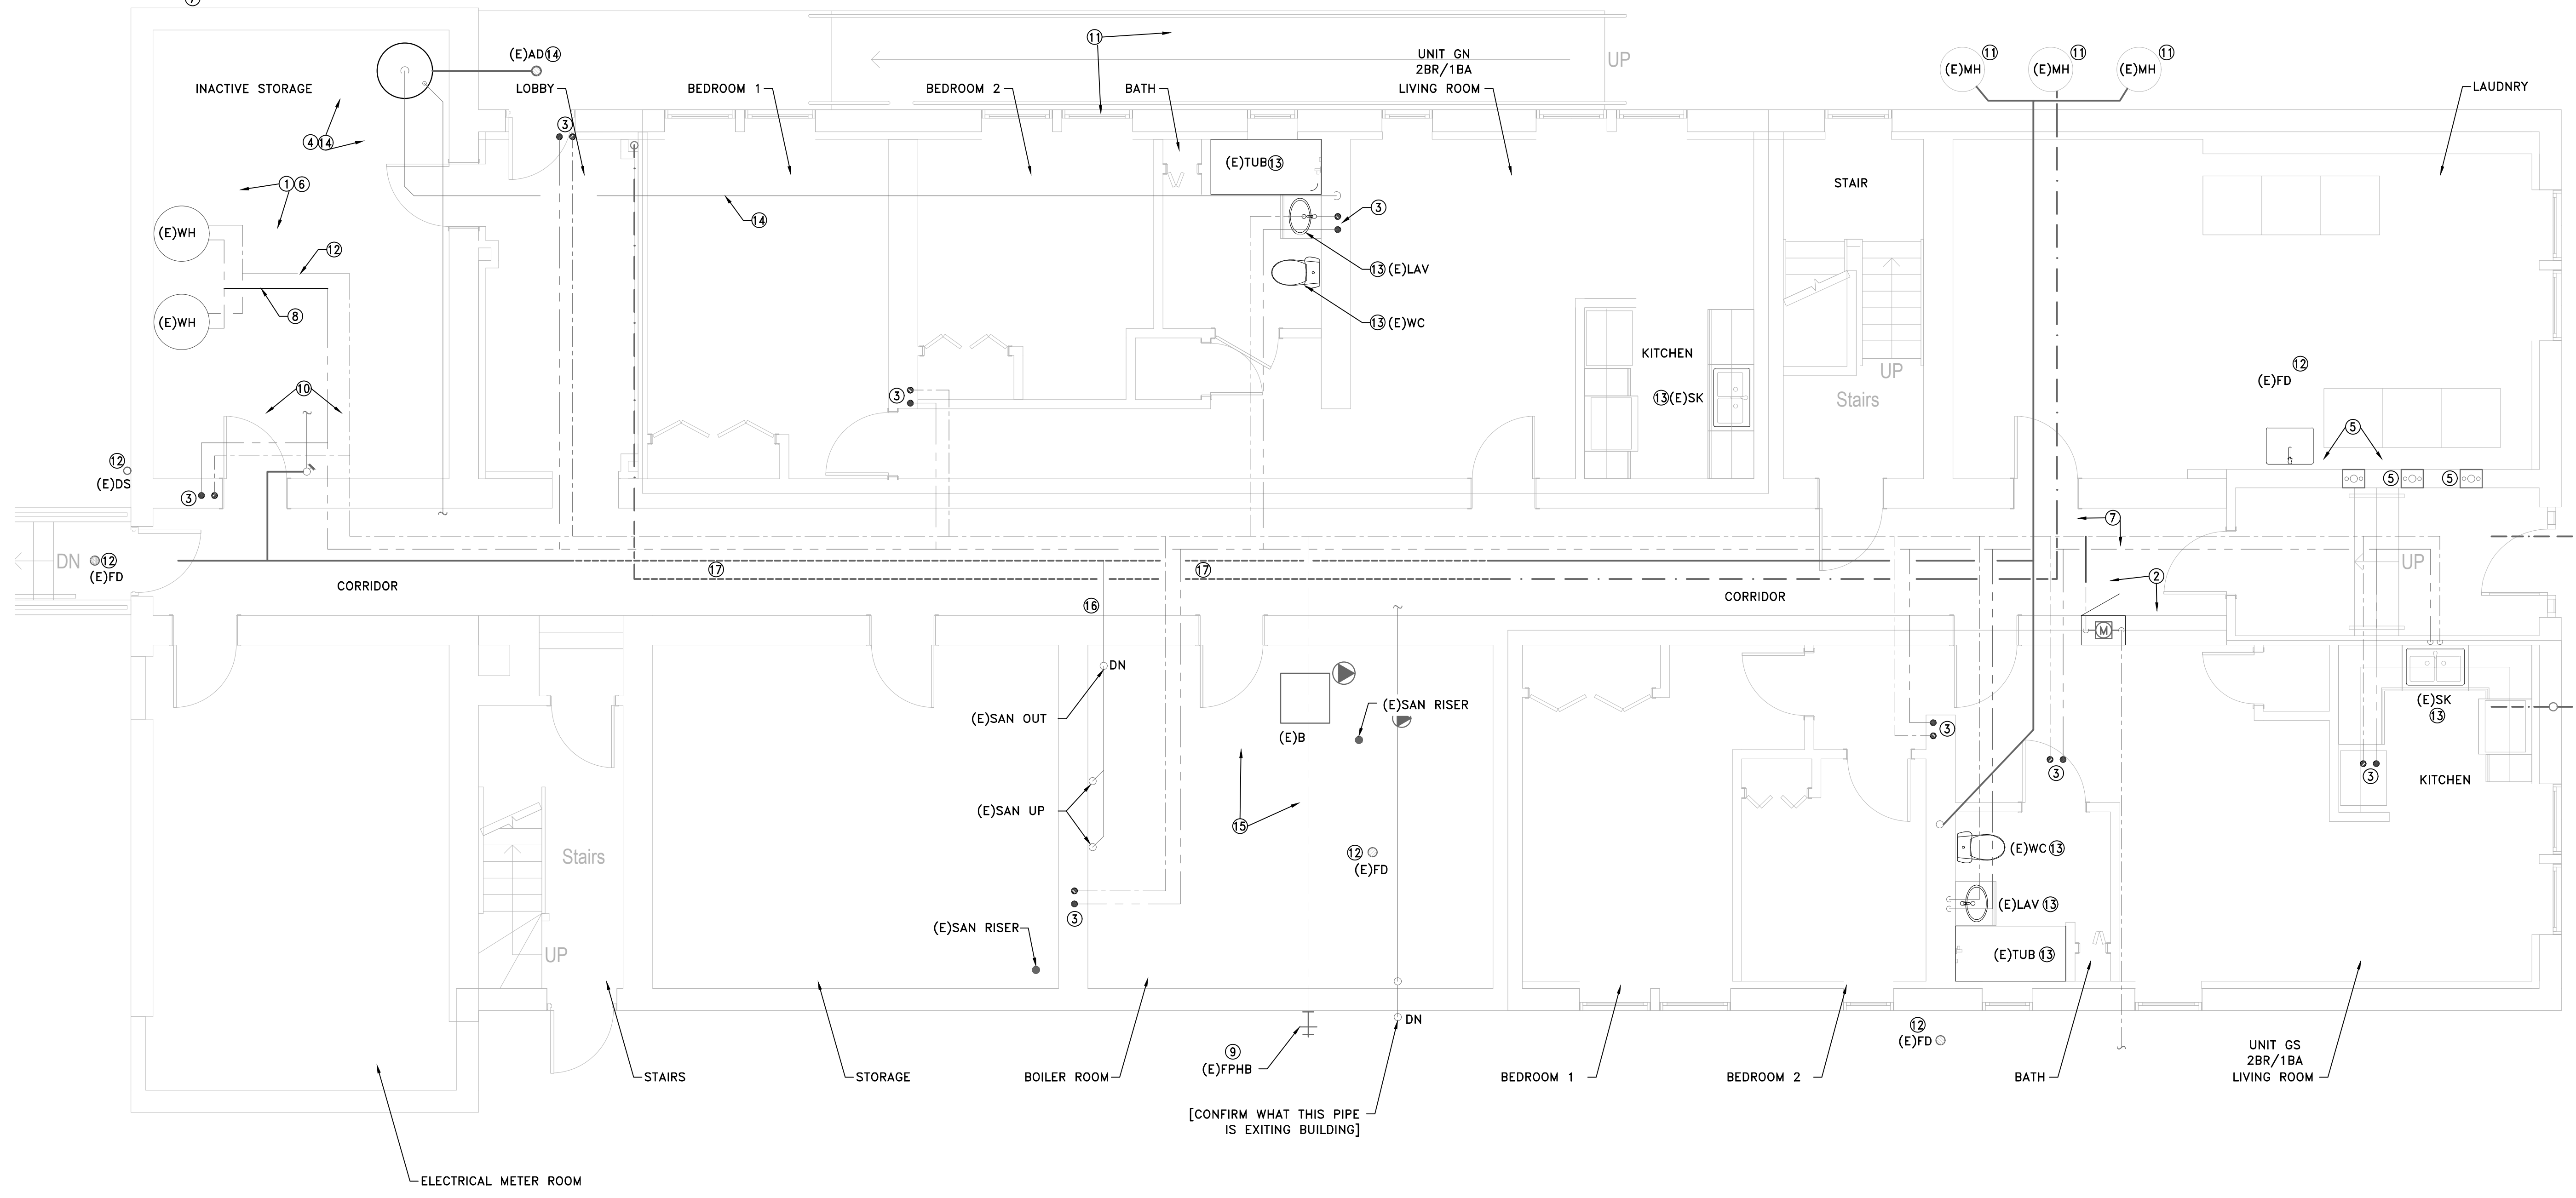 7
(E)AD 14
INACTIVE STORAGE
LOBBY
BEDROOM 1
BEDROOM 2
BATH
11
UNIT GN
2BR/1BA
LIVING ROOM
UP
(E)MH 11
(E)MH 11
(E)MH 11
LAUDNRY
4 14
3
(E)TUB 13
STAIR
1 6
14
3
(E)WH
12
13 (E)LAV
8
(E)WH
13 (E)WC
KITCHEN
13 (E)SK
UP
Stairs
12
(E)FD
10
3
5
12
(E)DS
3
5
5
7
DN
12
(E)FD
17
17
UP
CORRIDOR
2
CORRIDOR
16
M
DN
(E)SAN OUT
(E)SAN RISER
(E)SK
13
(E)B
3
3
3
KITCHEN
(E)SAN UP
15
Stairs
12
(E)FD
(E)WC 13
3
(E)LAV 13
(E)SAN RISER
UP
(E)TUB 13
DN
12
(E)FD
9
(E)FPHB
STAIRS
STORAGE
BOILER ROOM
BEDROOM 1
BEDROOM 2
BATH
UNIT GS
2BR/1BA
LIVING ROOM
[CONFIRM WHAT THIS PIPE
IS EXITING BUILDING]
ELECTRICAL METER ROOM